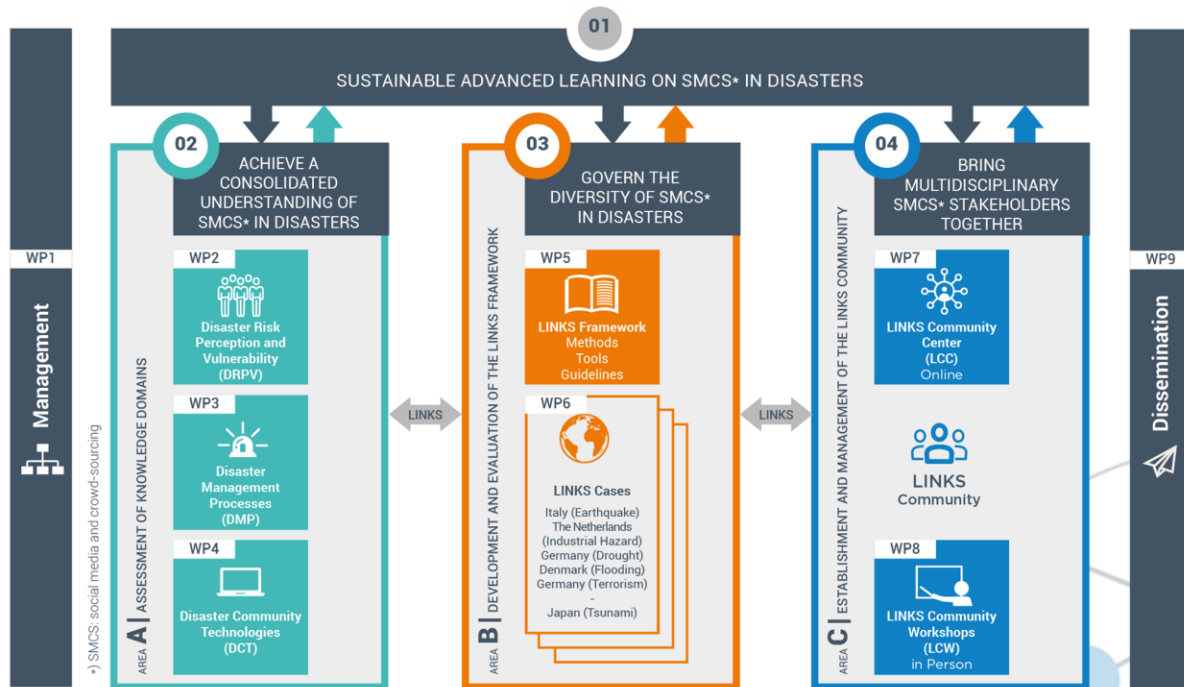 01
SUSTAINABLE ADVANCED LEARNING ON SMCS* IN DISASTERS
WP1
Management
*) SMCS: social media and crowd-sourcing
02
ACHIEVE A
CONSOLIDATED
UNDERSTANDING OF
SMCS* IN DISASTERS
AREA A | ASSESSMENT OF KNOWLEDGE DOMAINS
WP2
Disaster Risk
Perception and
Vulnerability
(DRPV)
WP3
Disaster
Management
Processes
(DMP)
WP4
Disaster Community
Technologies
(DCT)
LINKS
03
GOVERN THE
DIVERSITY OF SMCS*
IN DISASTERS
AREA B | DEVELOPMENT AND EVALUATION OF THE LINKS FRAMEWORK
WP5
LINKS Framework
Methods
Tools
Guidelines
WP6
LINKS Cases
Italy (Earthquake)
The Netherlands
(Industrial Hazard)
Germany (Drought)
Denmark (Flooding)
Germany (Terrorism)
-
Japan (Tsunami)
LINKS
04
BRING
MULTIDISCIPLINARY
SMCS* STAKEHOLDERS
TOGETHER
AREA C | ESTABLISHMENT AND MANAGEMENT OF THE LINKS COMMUNITY
WP7
LINKS Community
Center
(LCC)
Online
LINKS
Community
WP8
LINKS Community
Workshops
(LCW)
in Person
WP9
Dissemination